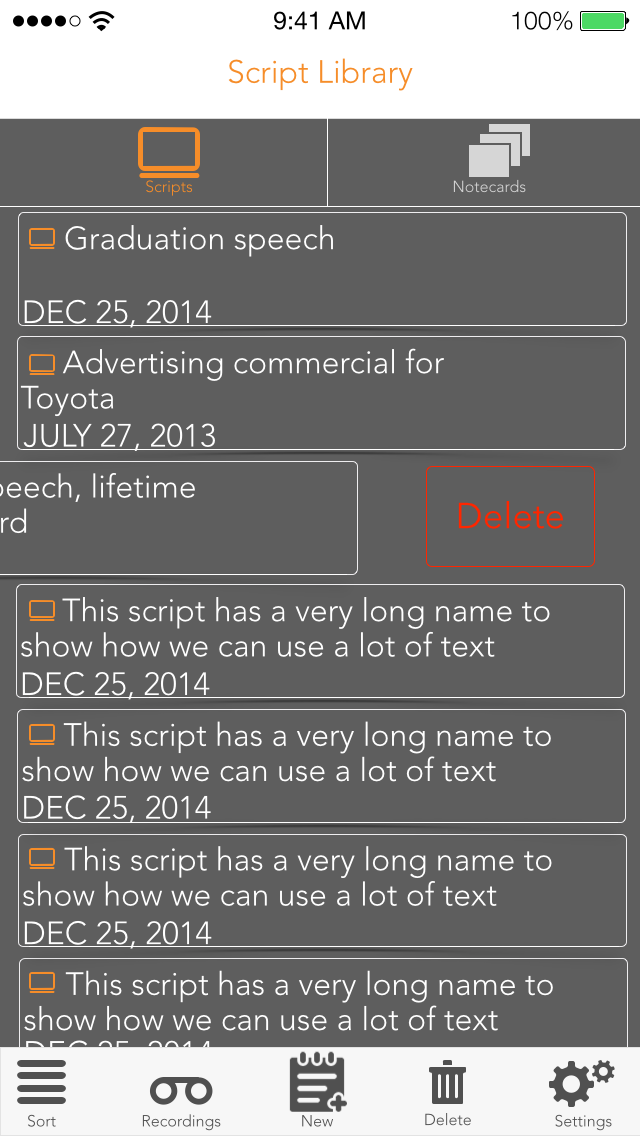 9:41 AM 100%
Script Library
Scripts Notecards
Graduation speech
DEC 25, 2014
Advertising commercial for
Toyota
JULY 27, 2013
peech, lifetime
rd
Delete
This script has a very long name to
show how we can use a lot of text
DEC 25, 2014
This script has a very long name to
show how we can use a lot of text
DEC 25, 2014
This script has a very long name to
show how we can use a lot of text
DEC 25, 2014
This script has a very long name to
show how we can use a lot of text
DEC 25, 2014
Sort Recordings New Delete Settings